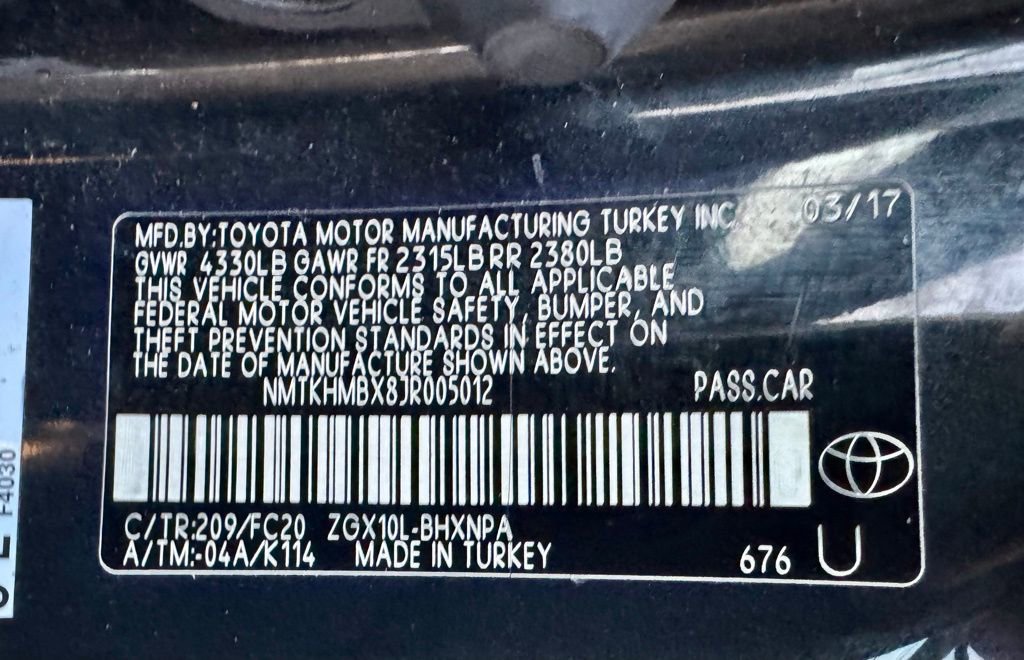 MFD.BY:TOYOTA MOTOR MANUFACTURING TURKEY INC. 03/17
GVWR 4330LB GAWR FR 2315LB RR 2380LB
THIS VEHICLE CONFORMS TO ALL APPLICABLE
FEDERAL MOTOR VEHICLE SAFETY, BUMPER, AND
THEFT PREVENTION STANDARDS IN EFFECT ON
THE DATE OF MANUFACTURE SHOWN ABOVE.
NMTKHMBX8JR005012 PASS.CAR
C/TR:209/FC20 ZGX10L-BHXNPA
A/TM:-04A/K114 MADE IN TURKEY 676 U
F4030